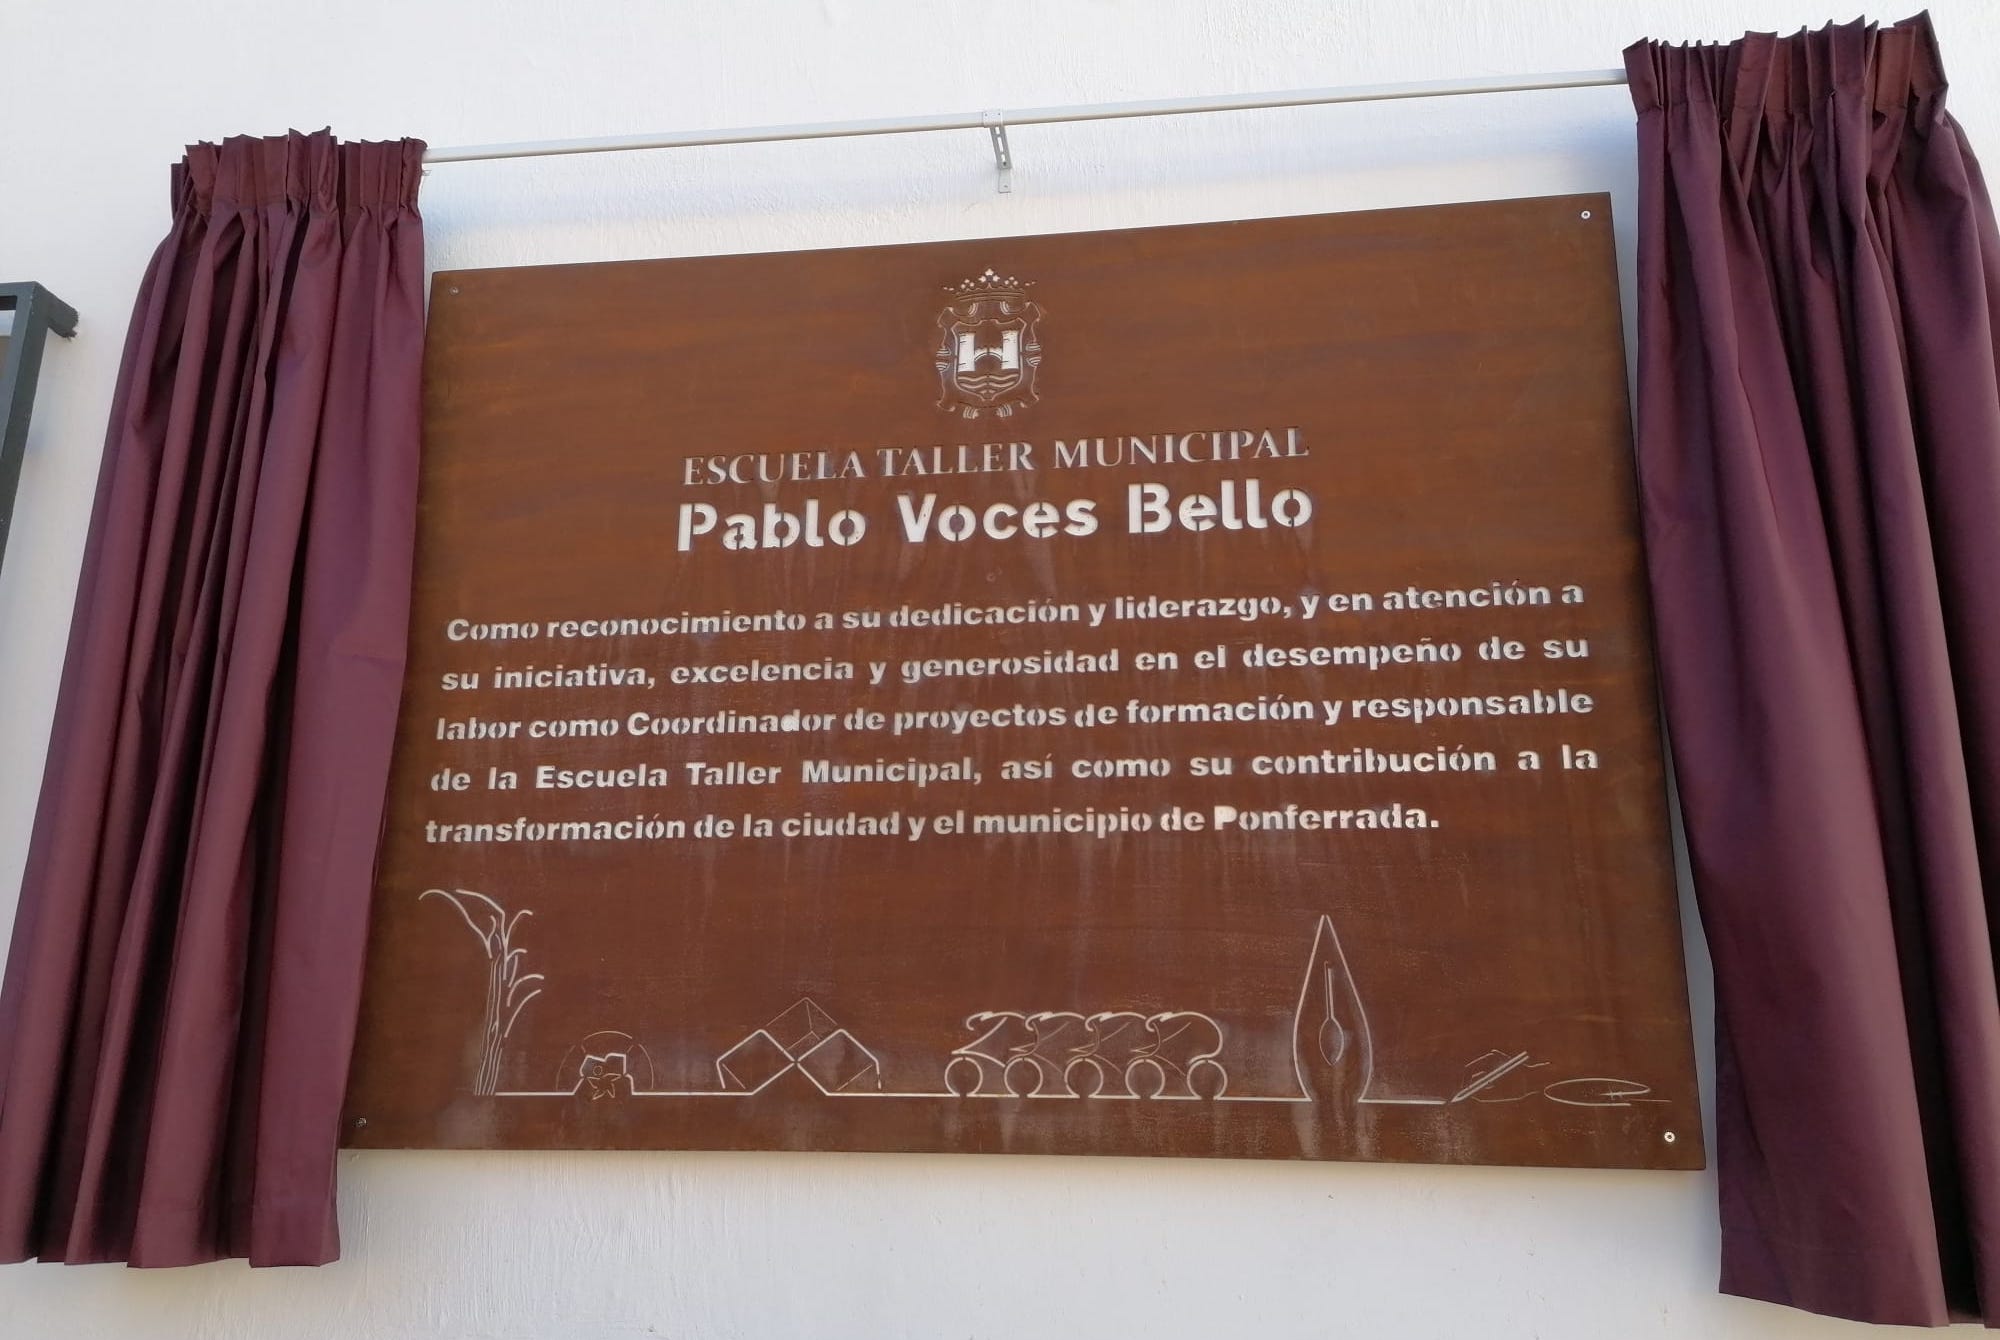 ESCUELA TALLER MUNICIPAL
Pablo Voces Bello
Como reconocimiento a su dedicación y liderazgo, y en atención a
su iniciativa, excelencia y generosidad en el desempeño de su
labor como Coordinador de proyectos de formación y responsable
de la Escuela Taller Municipal, así como su contribución a la
transformación de la ciudad y el municipio de Ponferrada.